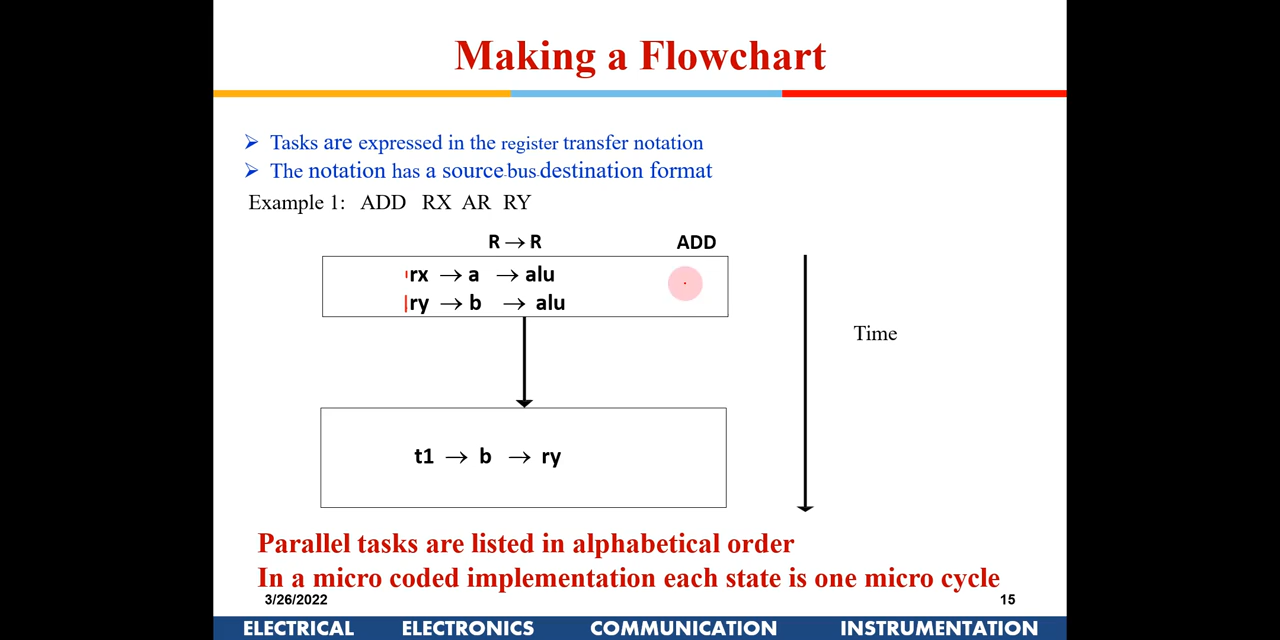 Making a Flowchart
➢ Tasks are expressed in the register transfer notation
➢ The notation has a source bus destination format
Example 1: ADD RX AR RY
R → R ADD
rx → a → alu
ry → b → alu
Time
t1 → b → ry
Parallel tasks are listed in alphabetical order
In a micro coded implementation each state is one micro cycle
3/26/2022 15
ELECTRICAL ELECTRONICS COMMUNICATION INSTRUMENTATION